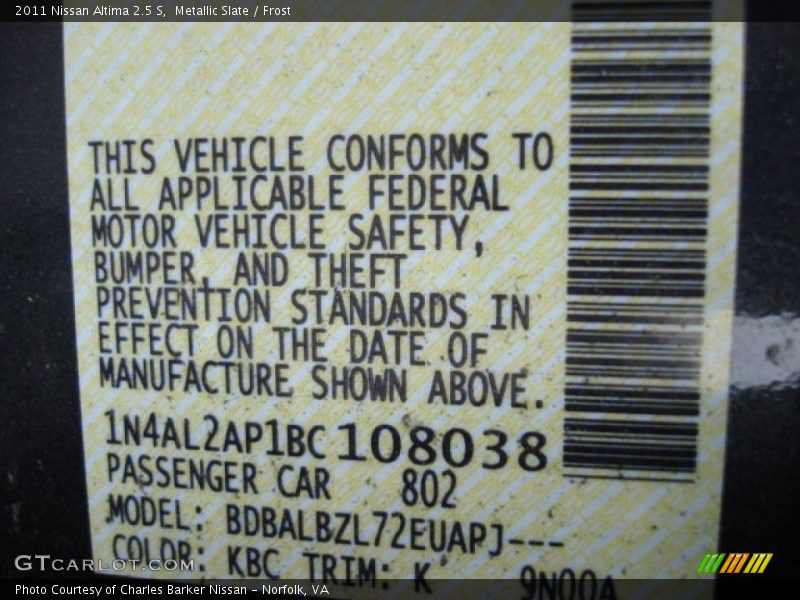 2011 Nissan Altima 2.5 S,  Metallic Slate / Frost
THIS VEHICLE CONFORMS TO
ALL APPLICABLE FEDERAL
MOTOR VEHICLE SAFETY,
BUMPER, AND THEFT
PREVENTION STANDARDS IN
EFFECT ON THE DATE OF
MANUFACTURE SHOWN ABOVE.
1N4AL2AP1BC108038
PASSENGER CAR 802
MODEL: BDBALBZL72EUAPJ---
COLOR: KBC TRIM: K 9N00A
GTCARLOT.COM
Photo Courtesy of Charles Barker Nissan - Norfolk, VA